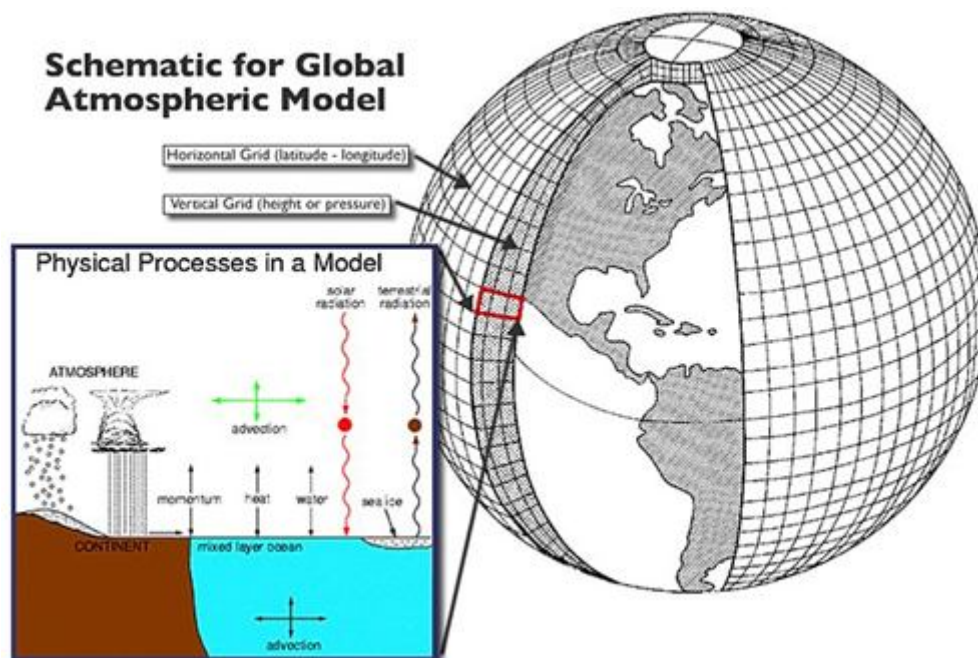 Schematic for Global
Atmospheric Model
Horizontal Grid (latitude - longitude)
Vertical Grid (height or pressure)
Physical Processes in a Model
solar
radiation
terrestrial
radiation
ATMOSPHERE
advection
momentum
heat
water
sea ice
CONTINENT
mixed layer ocean
advection